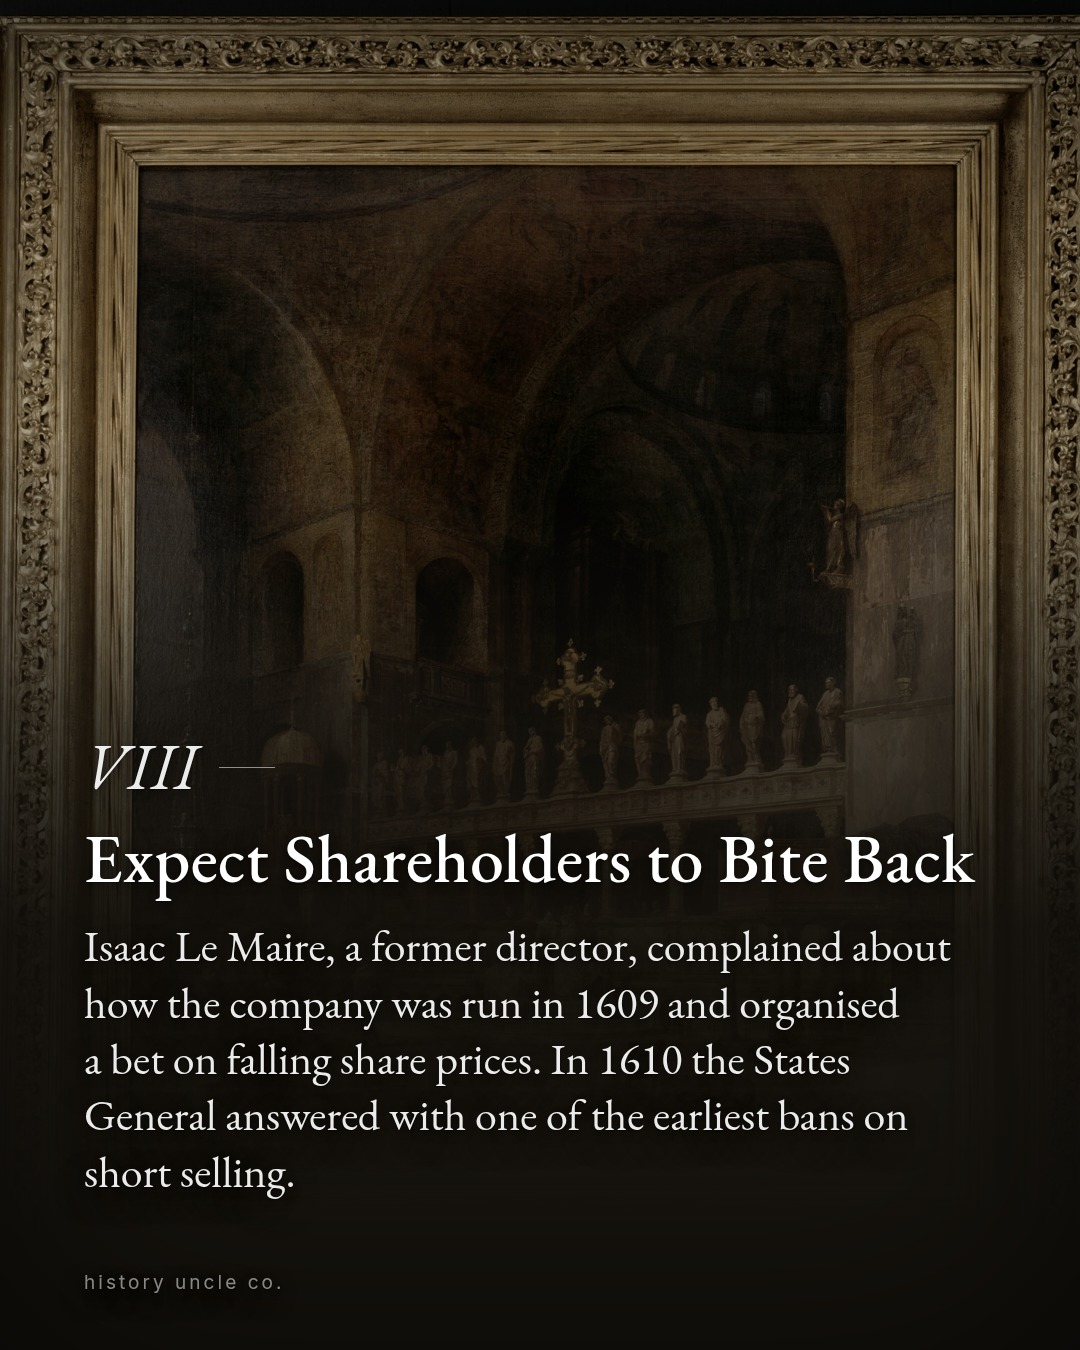 VIII
Expect Shareholders to Bite Back
Isaac Le Maire, a former director, complained about
how the company was run in 1609 and organised
a bet on falling share prices. In 1610 the States
General answered with one of the earliest bans on
short selling.
history uncle co.